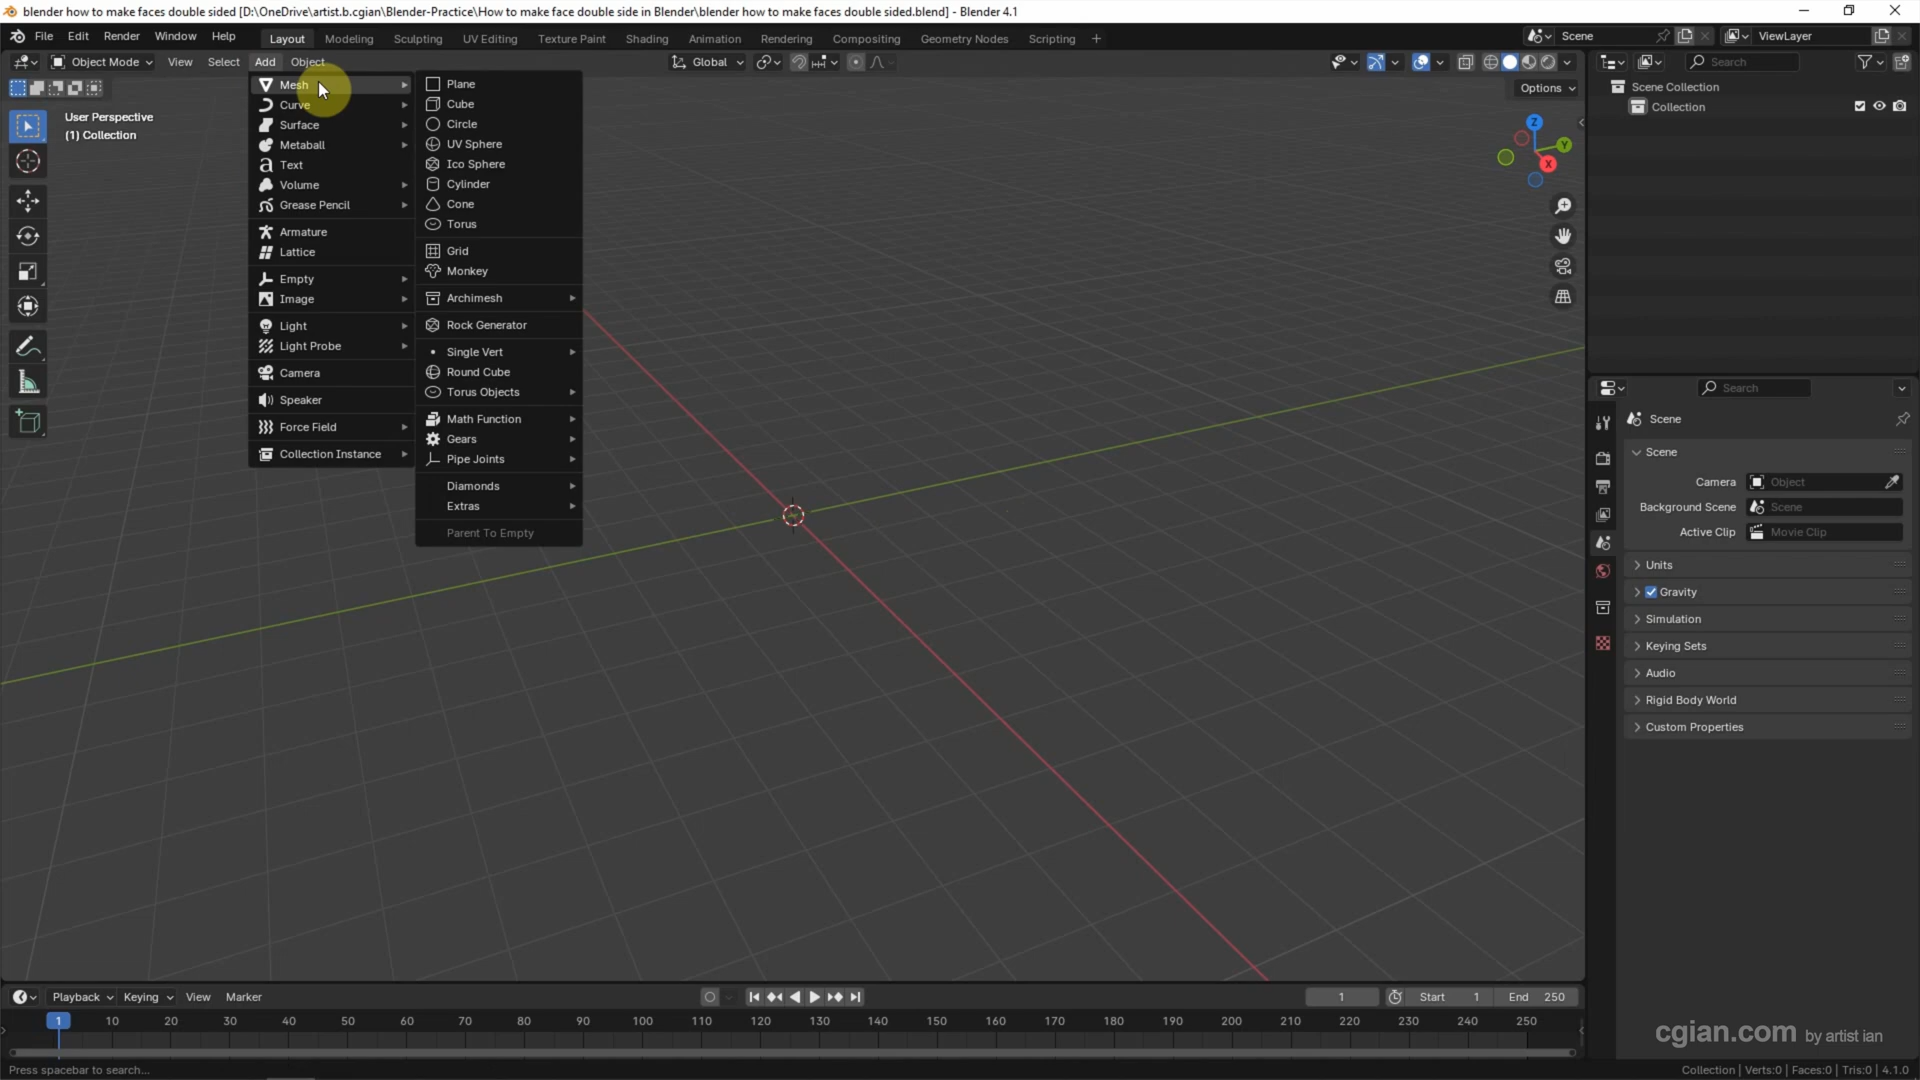 blender how to make faces double sided [D:\OneDrive\artist.b.cgian\Blender-Practice\How to make face double side in Blender\blender how to make faces double sided.blend] - Blender 4.1
File Edit Render Window Help Layout Modeling Sculpting UV Editing Texture Paint Shading Animation Rendering Compositing Geometry Nodes Scripting + Scene ViewLayer
Object Mode View Select Add Object Global Search
Options
User Perspective
(1) Collection
Mesh
Curve
Surface
Metaball
Text
Volume
Grease Pencil
Armature
Lattice
Empty
Image
Light
Light Probe
Camera
Speaker
Force Field
Collection Instance
Plane
Cube
Circle
UV Sphere
Ico Sphere
Cylinder
Cone
Torus
Grid
Monkey
Archimesh
Rock Generator
Single Vert
Round Cube
Torus Objects
Math Function
Gears
Pipe Joints
Diamonds
Extras
Parent To Empty
Z
Y
X
Scene Collection
Collection
Search
Scene
Scene
Camera Object
Background Scene Scene
Active Clip Movie Clip
Units
Gravity
Simulation
Keying Sets
Audio
Rigid Body World
Custom Properties
Playback Keying View Marker 1 Start 1 End 250
1 10 20 30 40 50 60 70 80 90 100 110 120 130 140 150 160 170 180 190 200 210 220 230 240 250
cgian.com by artist ian
Press spacebar to search... Collection | Verts:0 | Faces:0 | Tris:0 | 4.1.0